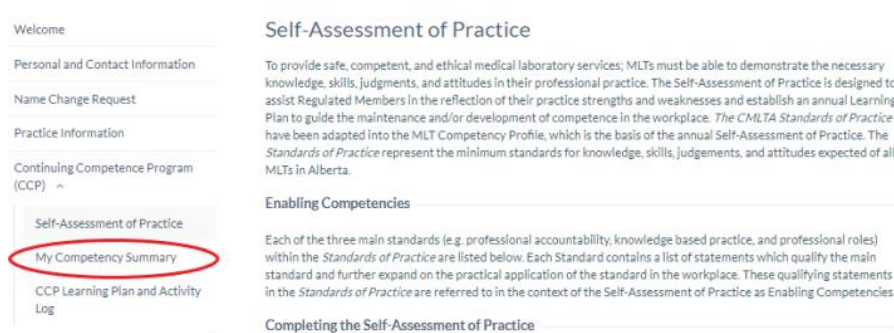 Welcome
Personal and Contact Information
Name Change Request
Practice Information
Continuing Competence Program
(CCP)
Self-Assessment of Practice
My Competency Summary
CCP Learning Plan and Activity
Log
Self-Assessment of Practice
To provide safe, competent, and ethical medical laboratory services; MLTs must be able to demonstrate the necessary
knowledge, skills, judgments, and attitudes in their professional practice. The Self-Assessment of Practice is designed to
assist Regulated Members in the reflection of their practice strengths and weaknesses and establish an annual Learning
Plan to guide the maintenance and/or development of competence in the workplace. The CMLTA Standards of Practice
have been adapted into the MLT Competency Profile, which is the basis of the annual Self-Assessment of Practice. The
Standards of Practice represent the minimum standards for knowledge, skills, judgements, and attitudes expected of all
MLTs in Alberta.
Enabling Competencies
Each of the three main standards (e.g. professional accountability, knowledge based practice, and professional roles)
within the Standards of Practice are listed below. Each Standard contains a list of statements which qualify the main
standard and further expand on the practical application of the standard in the workplace. These qualifying statements
in the Standards of Practice are referred to in the context of the Self-Assessment of Practice as Enabling Competencies
Completing the Self-Assessment of Practice